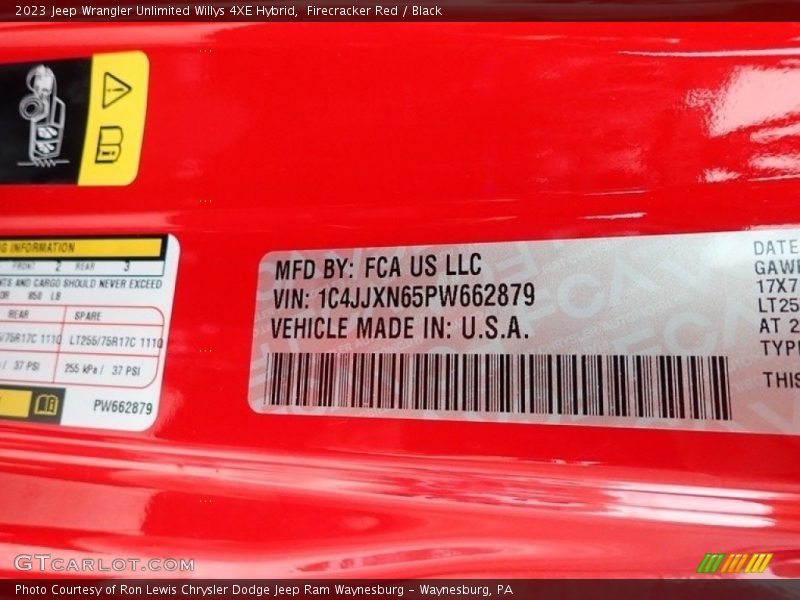 2023 Jeep Wrangler Unlimited Willys 4XE Hybrid,  Firecracker Red / Black
INFORMATION
FRONT 2 REAR 3
AND CARGO SHOULD NEVER EXCEED
850 LB
REAR SPARE
/75R17C 1110 LT255/75R17C 1110
/ 37 PSI 255 kPa / 37 PSI
PW662879
MFD BY: FCA US LLC
VIN: 1C4JJXN65PW662879
VEHICLE MADE IN: U.S.A.
DATE
GAWR
17X7
LT25
AT 2
TYPE
THIS
GTCARLOT.COM
Photo Courtesy of Ron Lewis Chrysler Dodge Jeep Ram Waynesburg – Waynesburg, PA